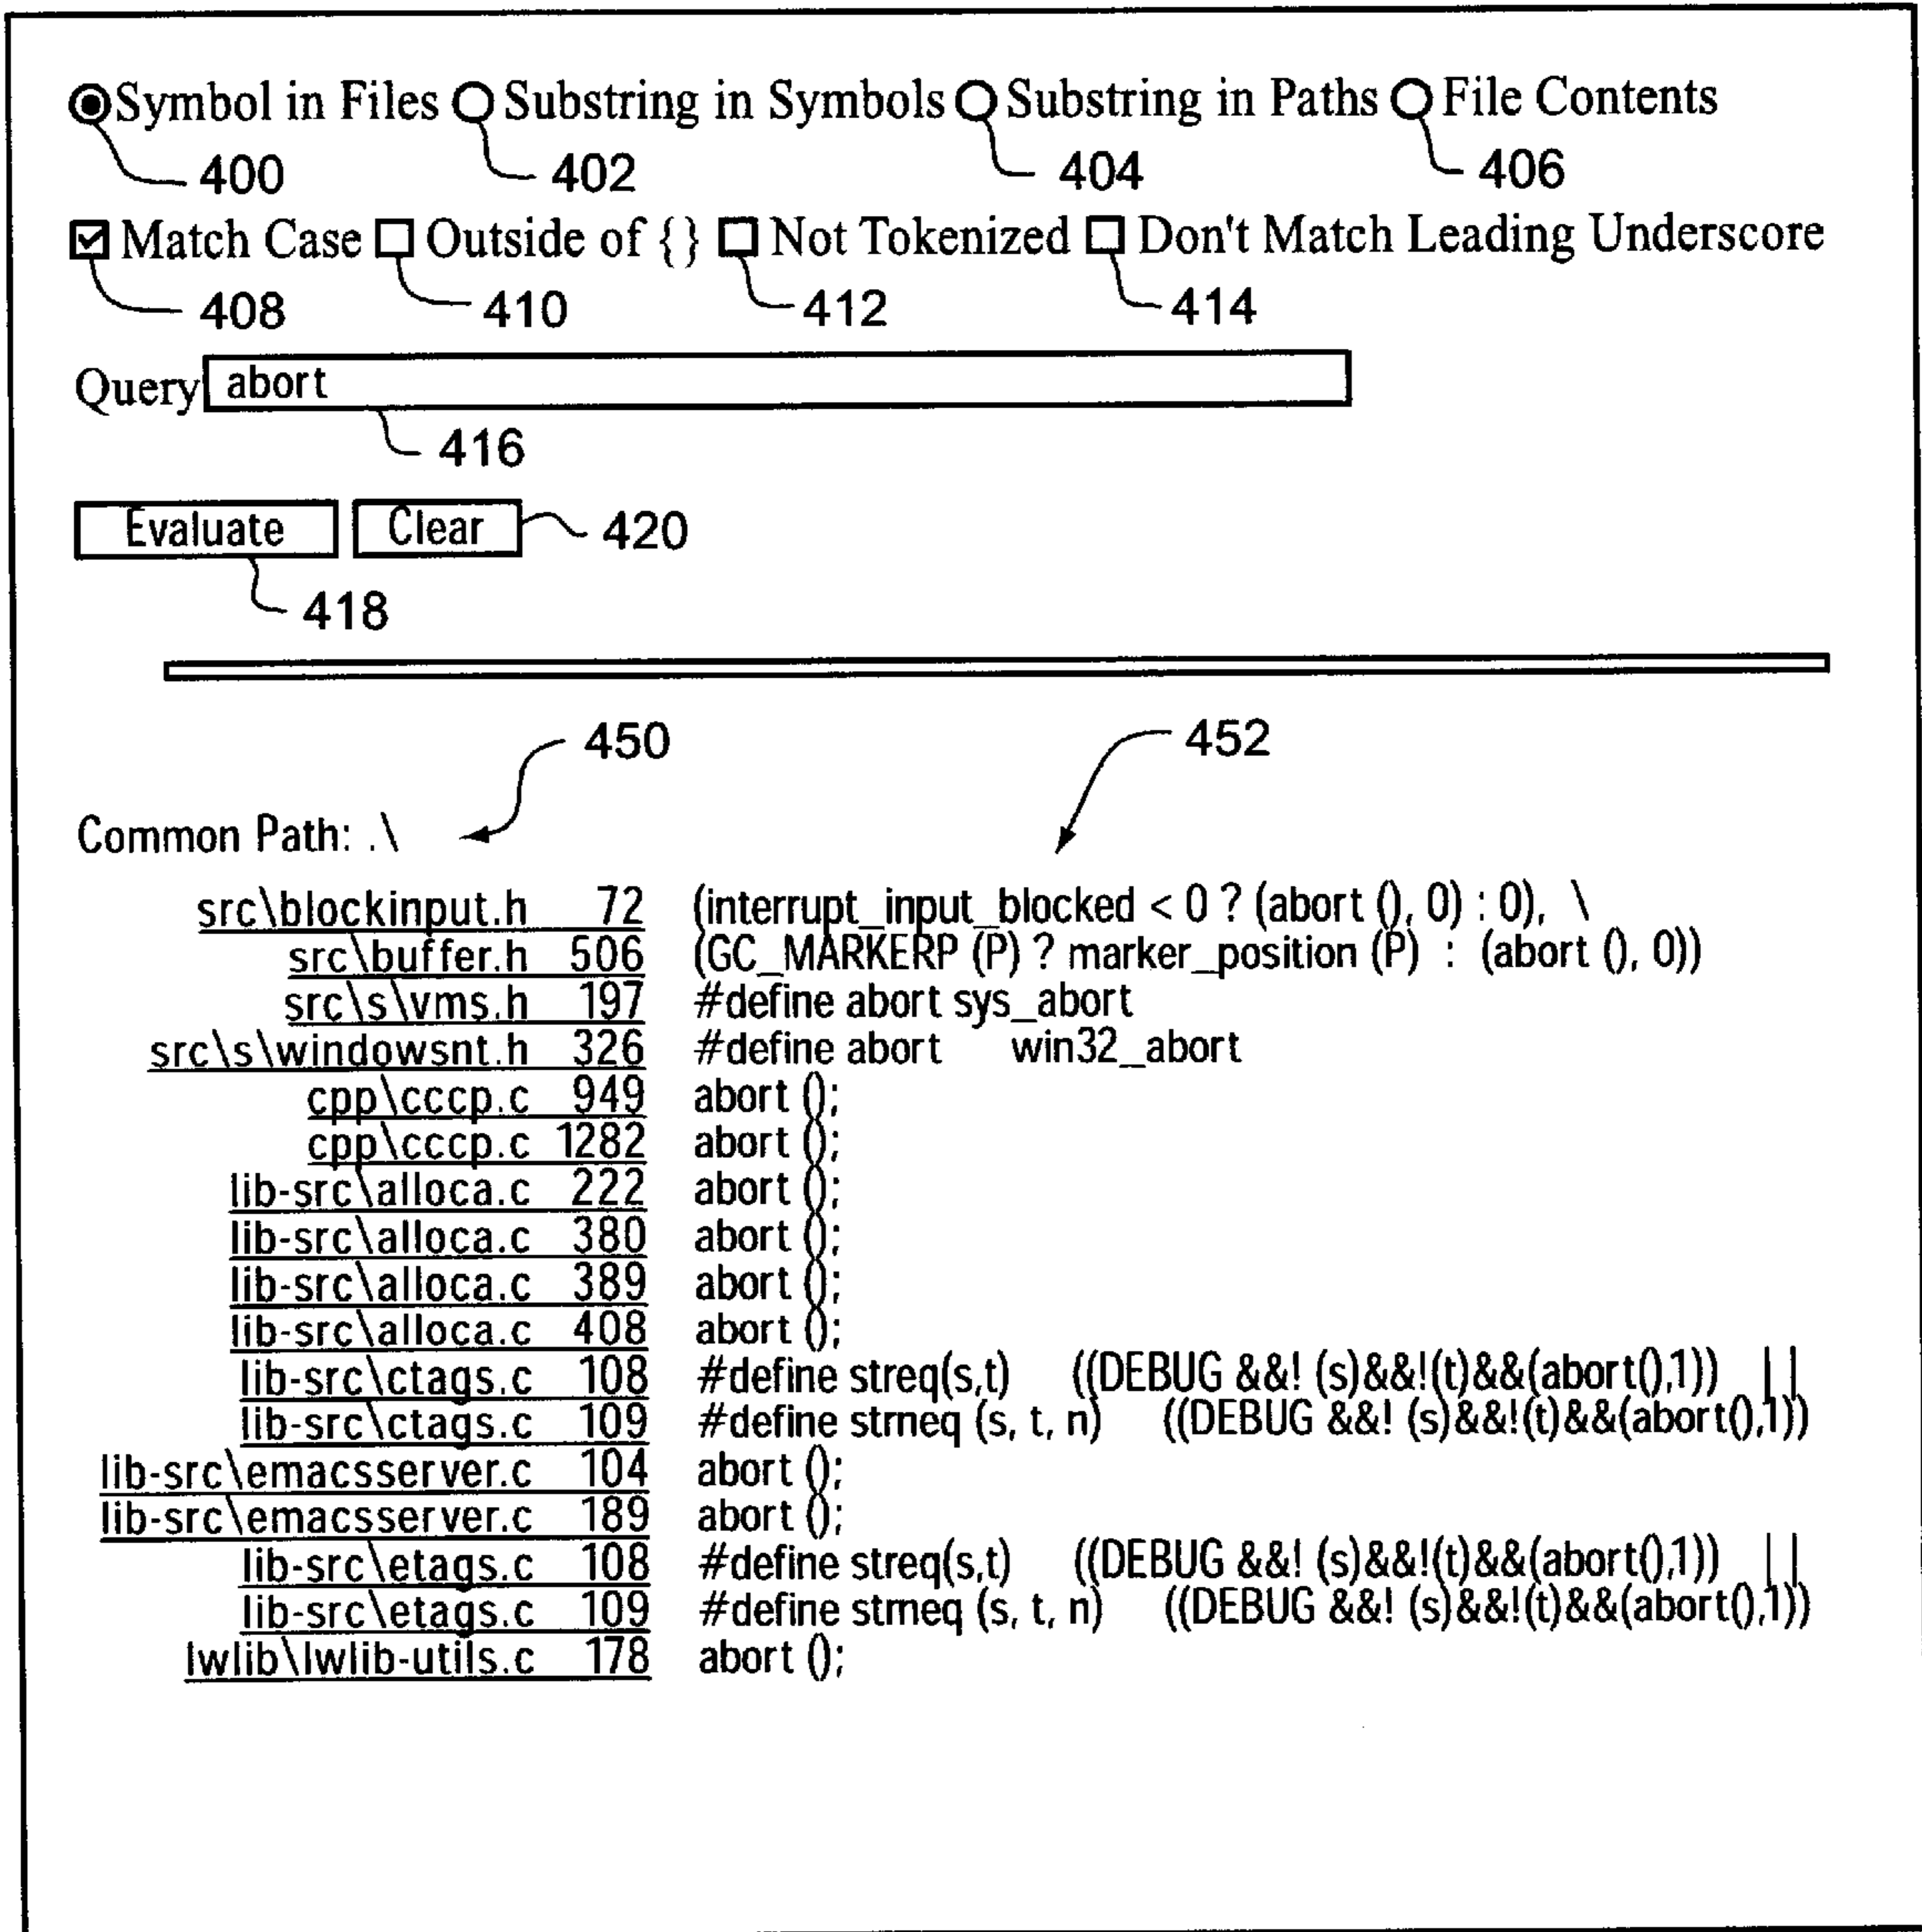 Symbol in Files Substring in Symbols Substring in Paths File Contents
400 402 404 406
Match Case Outside of {} Not Tokenized Don't Match Leading Underscore
408 410 412 414
Query abort
416
Evaluate Clear 420
418
450 452
Common Path: .\
src\blockinput.h 72 (interrupt_input_blocked < 0 ? (abort (), 0) : 0), \
src\buffer.h 506 (GC_MARKERP (P) ? marker_position (P) : (abort (), 0))
src\s\vms.h 197 #define abort sys_abort
src\s\windowsnt.h 326 #define abort win32_abort
cpp\cccp.c 949 abort ();
cpp\cccp.c 1282 abort ();
lib-src\alloca.c 222 abort ();
lib-src\alloca.c 380 abort ();
lib-src\alloca.c 389 abort ();
lib-src\alloca.c 408 abort ();
lib-src\ctags.c 108 #define streq(s,t) ((DEBUG &&! (s)&&!(t)&&(abort(),1)) ||
lib-src\ctags.c 109 #define strneq (s, t, n) ((DEBUG &&! (s)&&!(t)&&(abort(),1))
lib-src\emacsserver.c 104 abort ();
lib-src\emacsserver.c 189 abort ();
lib-src\etags.c 108 #define streq(s,t) ((DEBUG &&! (s)&&!(t)&&(abort(),1)) ||
lib-src\etags.c 109 #define strneq (s, t, n) ((DEBUG &&! (s)&&!(t)&&(abort(),1))
lwlib\lwlib-utils.c 178 abort ();